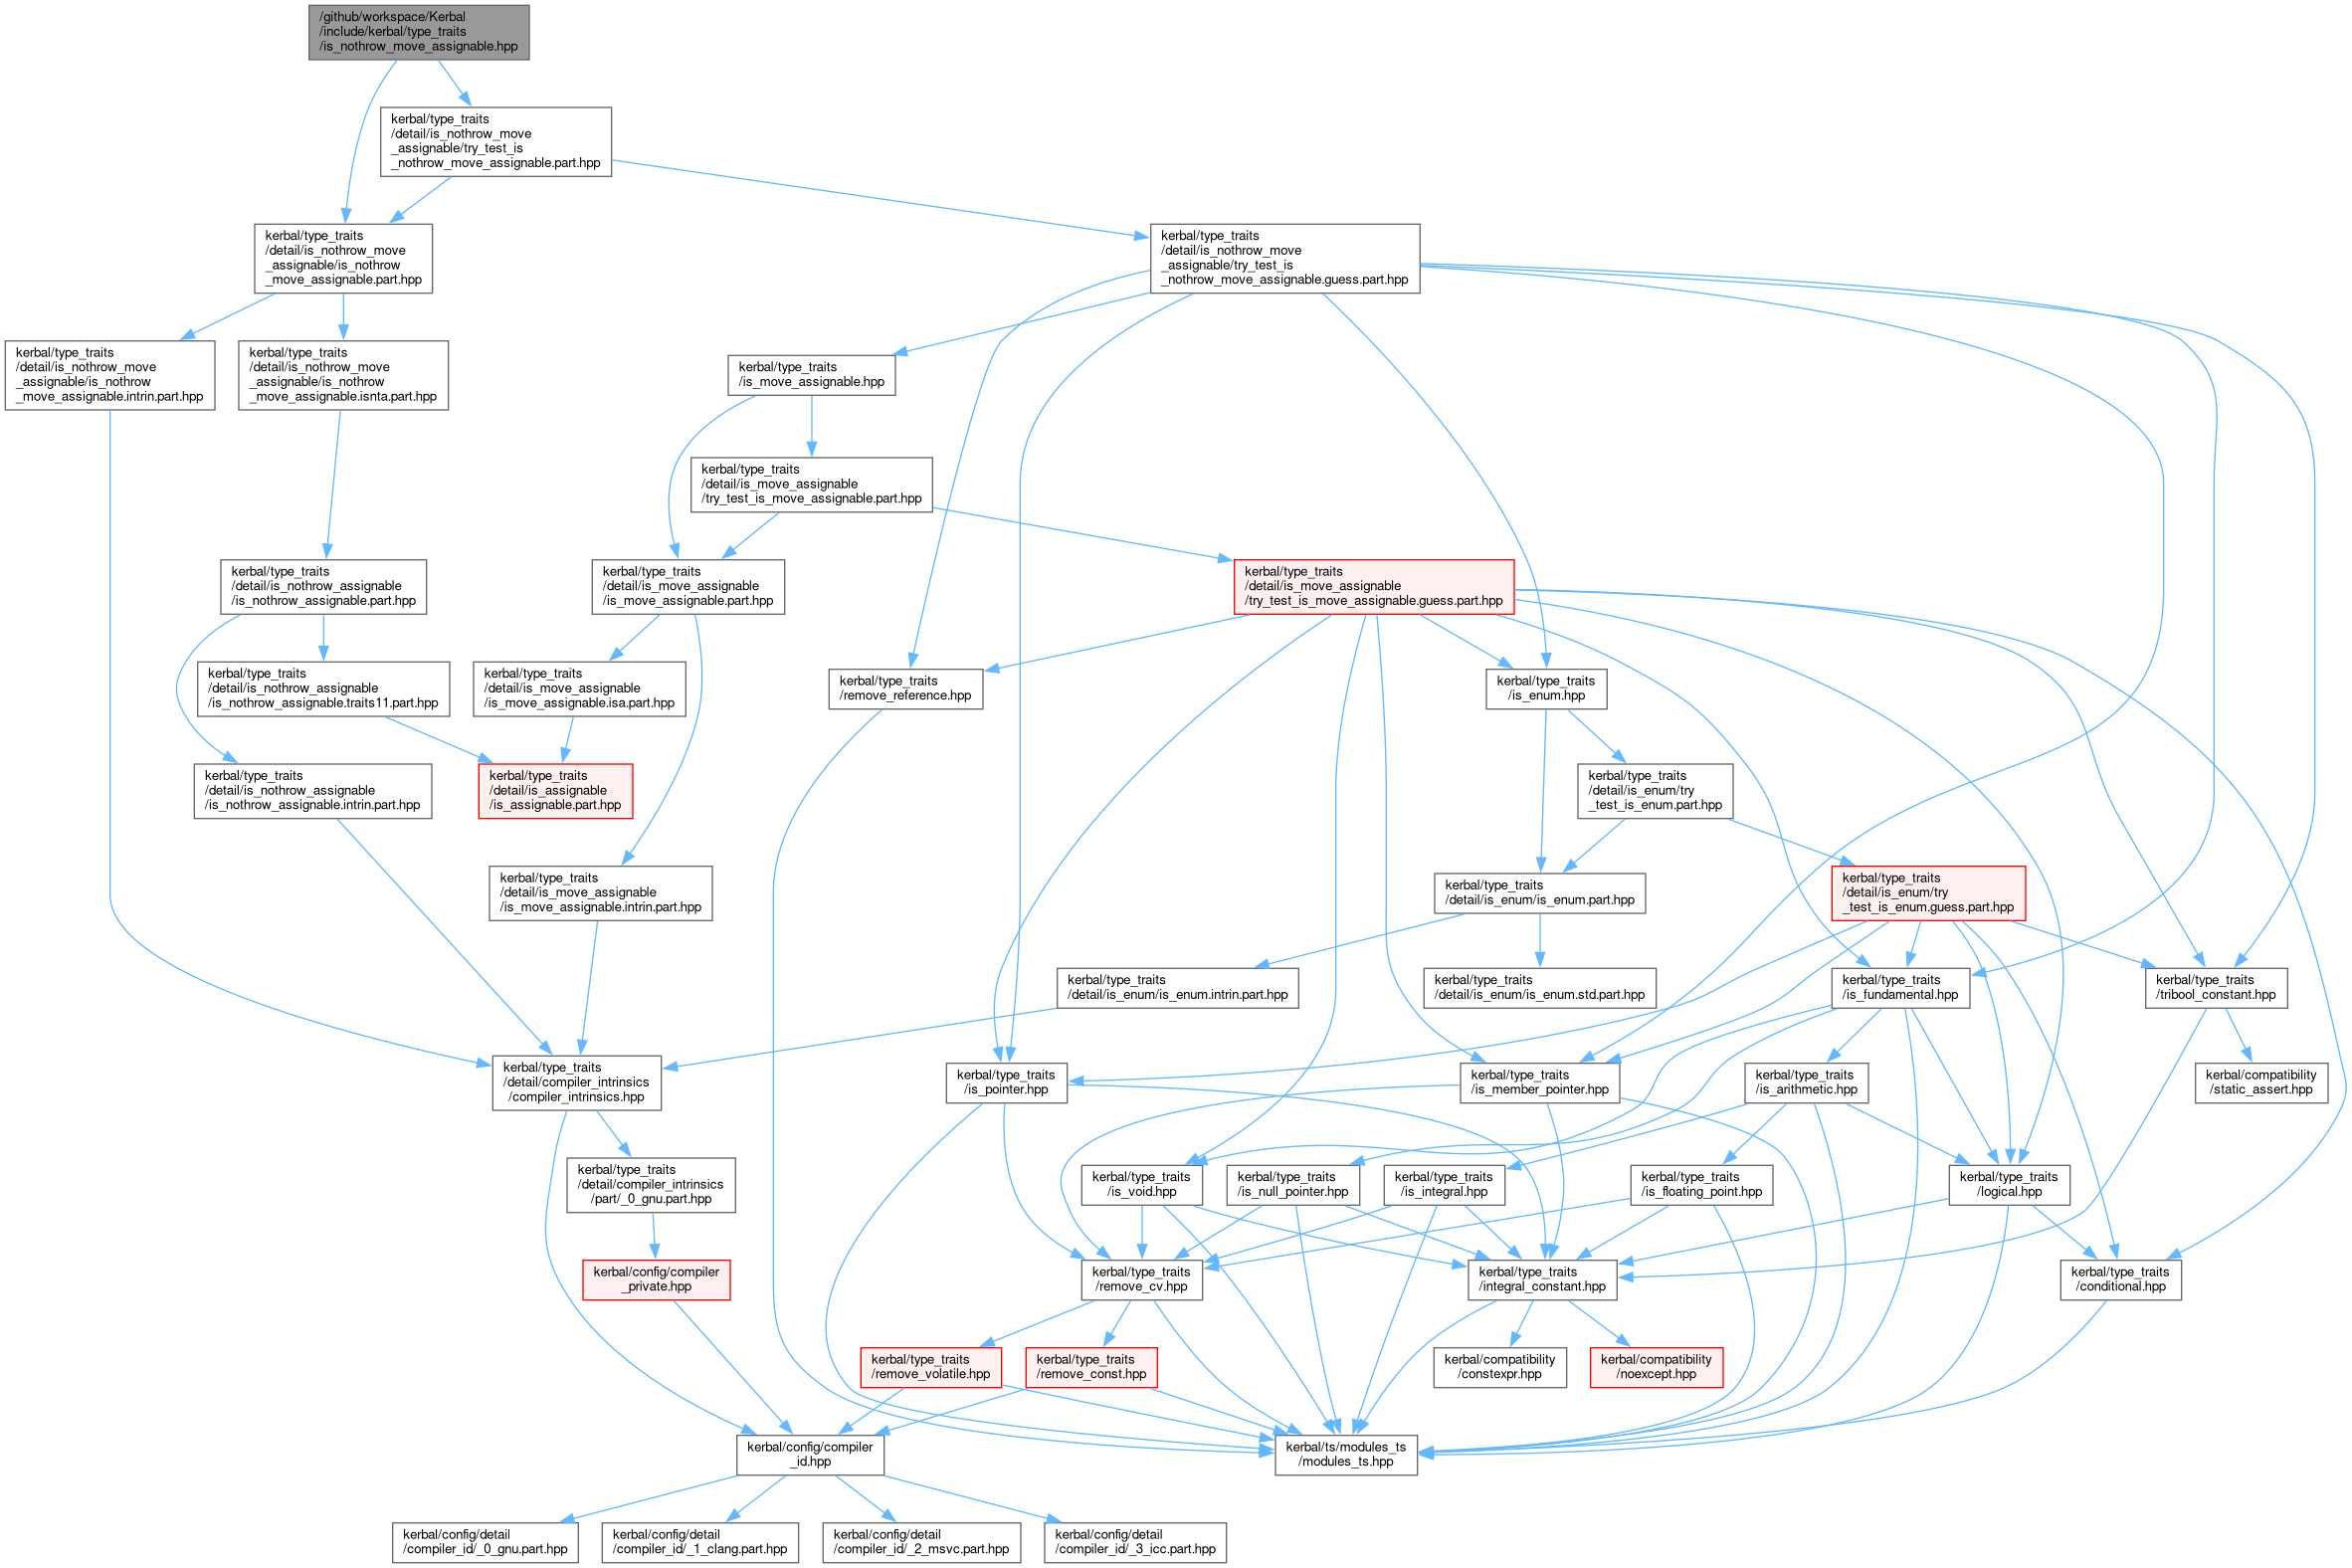 /github/workspace/Kerbal
/include/kerbal/type_traits
/is_nothrow_move_assignable.hpp
kerbal/type_traits
/detail/is_nothrow_move
_assignable/try_test_is
_nothrow_move_assignable.part.hpp
kerbal/type_traits
/detail/is_nothrow_move
_assignable/is_nothrow
_move_assignable.part.hpp
kerbal/type_traits
/detail/is_nothrow_move
_assignable/try_test_is
_nothrow_move_assignable.guess.part.hpp
kerbal/type_traits
/detail/is_nothrow_move
_assignable/is_nothrow
_move_assignable.intrin.part.hpp
kerbal/type_traits
/detail/is_nothrow_move
_assignable/is_nothrow
_move_assignable.isnta.part.hpp
kerbal/type_traits
/is_move_assignable.hpp
kerbal/type_traits
/detail/is_move_assignable
/try_test_is_move_assignable.part.hpp
kerbal/type_traits
/detail/is_nothrow_assignable
/is_nothrow_assignable.part.hpp
kerbal/type_traits
/detail/is_move_assignable
/is_move_assignable.part.hpp
kerbal/type_traits
/detail/is_move_assignable
/try_test_is_move_assignable.guess.part.hpp
kerbal/type_traits
/detail/is_nothrow_assignable
/is_nothrow_assignable.traits11.part.hpp
kerbal/type_traits
/detail/is_move_assignable
/is_move_assignable.isa.part.hpp
kerbal/type_traits
/remove_reference.hpp
kerbal/type_traits
/is_enum.hpp
kerbal/type_traits
/detail/is_nothrow_assignable
/is_nothrow_assignable.intrin.part.hpp
kerbal/type_traits
/detail/is_assignable
/is_assignable.part.hpp
kerbal/type_traits
/detail/is_enum/try
_test_is_enum.part.hpp
kerbal/type_traits
/detail/is_move_assignable
/is_move_assignable.intrin.part.hpp
kerbal/type_traits
/detail/is_enum/is_enum.part.hpp
kerbal/type_traits
/detail/is_enum/try
_test_is_enum.guess.part.hpp
kerbal/type_traits
/detail/is_enum/is_enum.intrin.part.hpp
kerbal/type_traits
/detail/is_enum/is_enum.std.part.hpp
kerbal/type_traits
/is_fundamental.hpp
kerbal/type_traits
/tribool_constant.hpp
kerbal/type_traits
/detail/compiler_intrinsics
/compiler_intrinsics.hpp
kerbal/type_traits
/is_pointer.hpp
kerbal/type_traits
/is_member_pointer.hpp
kerbal/type_traits
/is_arithmetic.hpp
kerbal/compatibility
/static_assert.hpp
kerbal/type_traits
/detail/compiler_intrinsics
/part/_0_gnu.part.hpp
kerbal/type_traits
/is_void.hpp
kerbal/type_traits
/is_null_pointer.hpp
kerbal/type_traits
/is_integral.hpp
kerbal/type_traits
/is_floating_point.hpp
kerbal/type_traits
/logical.hpp
kerbal/config/compiler
_private.hpp
kerbal/type_traits
/remove_cv.hpp
kerbal/type_traits
/integral_constant.hpp
kerbal/type_traits
/conditional.hpp
kerbal/type_traits
/remove_volatile.hpp
kerbal/type_traits
/remove_const.hpp
kerbal/compatibility
/constexpr.hpp
kerbal/compatibility
/noexcept.hpp
kerbal/config/compiler
_id.hpp
kerbal/ts/modules_ts
/modules_ts.hpp
kerbal/config/detail
/compiler_id/_0_gnu.part.hpp
kerbal/config/detail
/compiler_id/_1_clang.part.hpp
kerbal/config/detail
/compiler_id/_2_msvc.part.hpp
kerbal/config/detail
/compiler_id/_3_icc.part.hpp